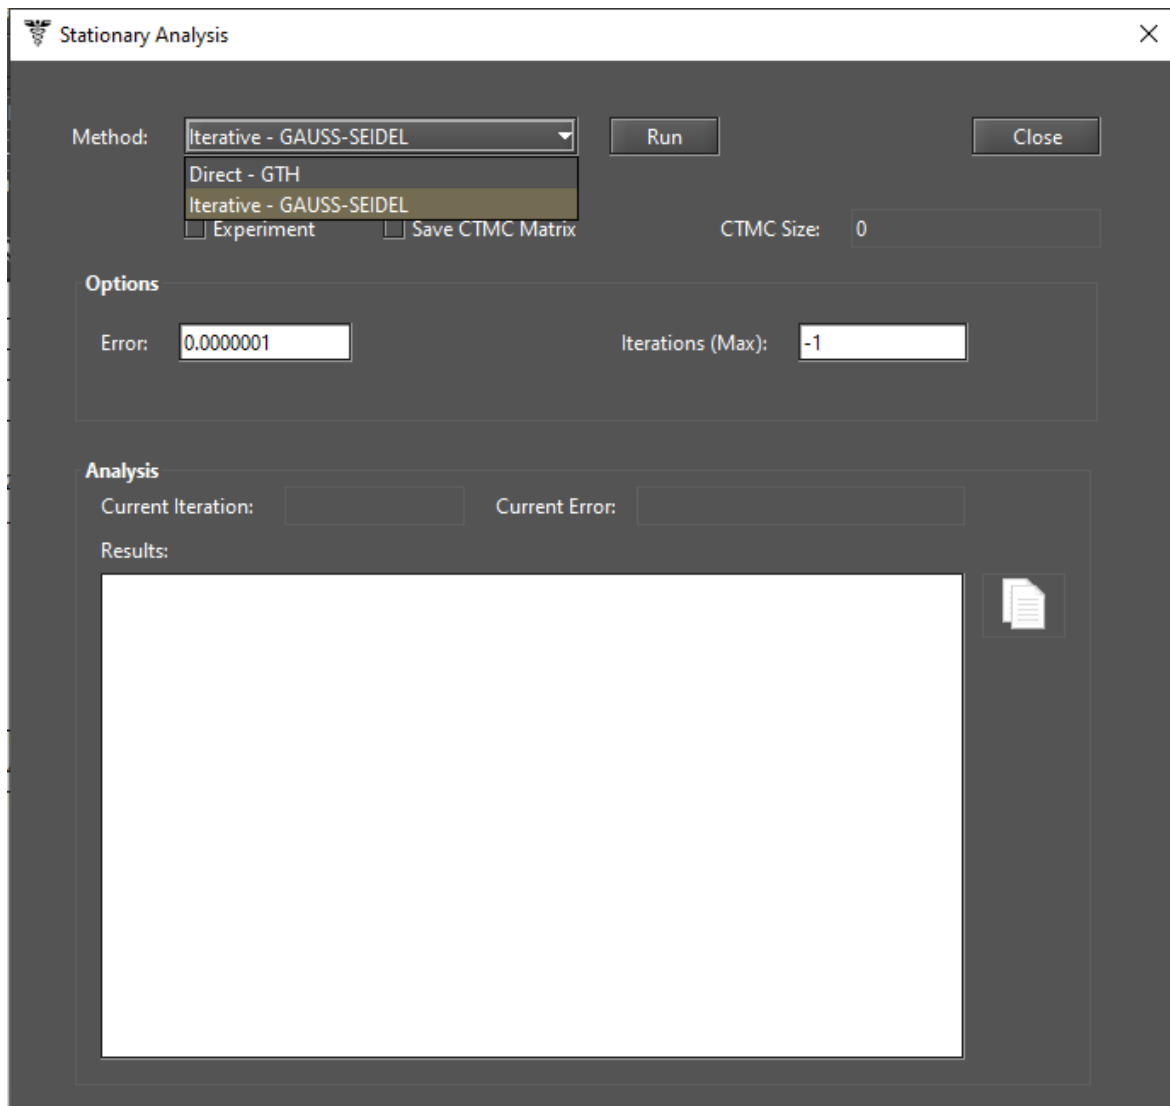 Stationary Analysis
Method: Iterative - GAUSS-SEIDEL Run Close
Direct - GTH
Iterative - GAUSS-SEIDEL
Experiment Save CTMC Matrix CTMC Size: 0
Options
Error: 0.0000001 Iterations (Max): -1
Analysis
Current Iteration: Current Error:
Results: